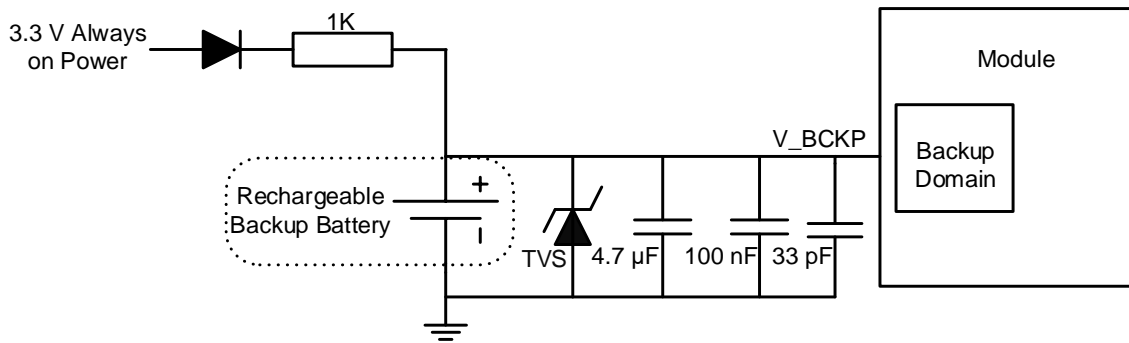 3.3 V Always
on Power
1K
Module
V_BCKP
Backup
Domain
+
Rechargeable
Backup Battery
-
TVS
4.7 µF
100 nF
33 pF